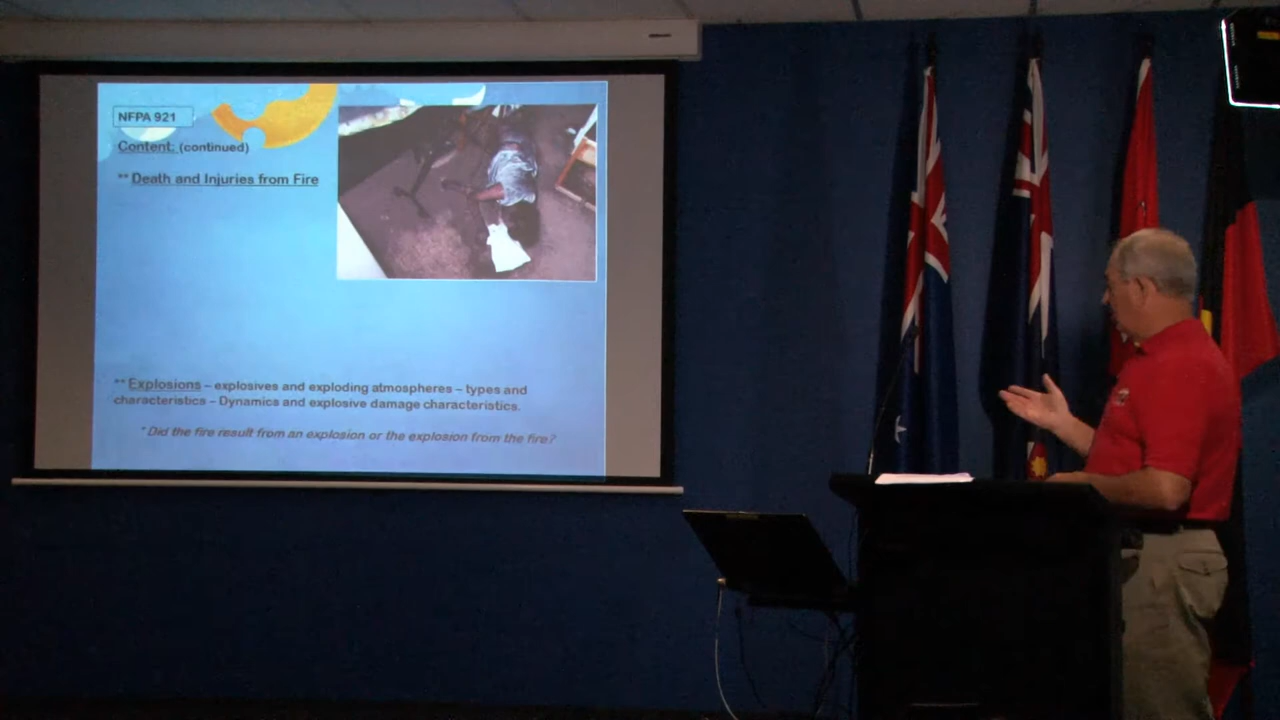 NFPA 921
Content: (continued)
** Death and Injuries from Fire
** Explosions – explosives and exploding atmospheres – types and
characteristics – Dynamics and explosive damage characteristics.
* Did the fire result from an explosion or the explosion from the fire?